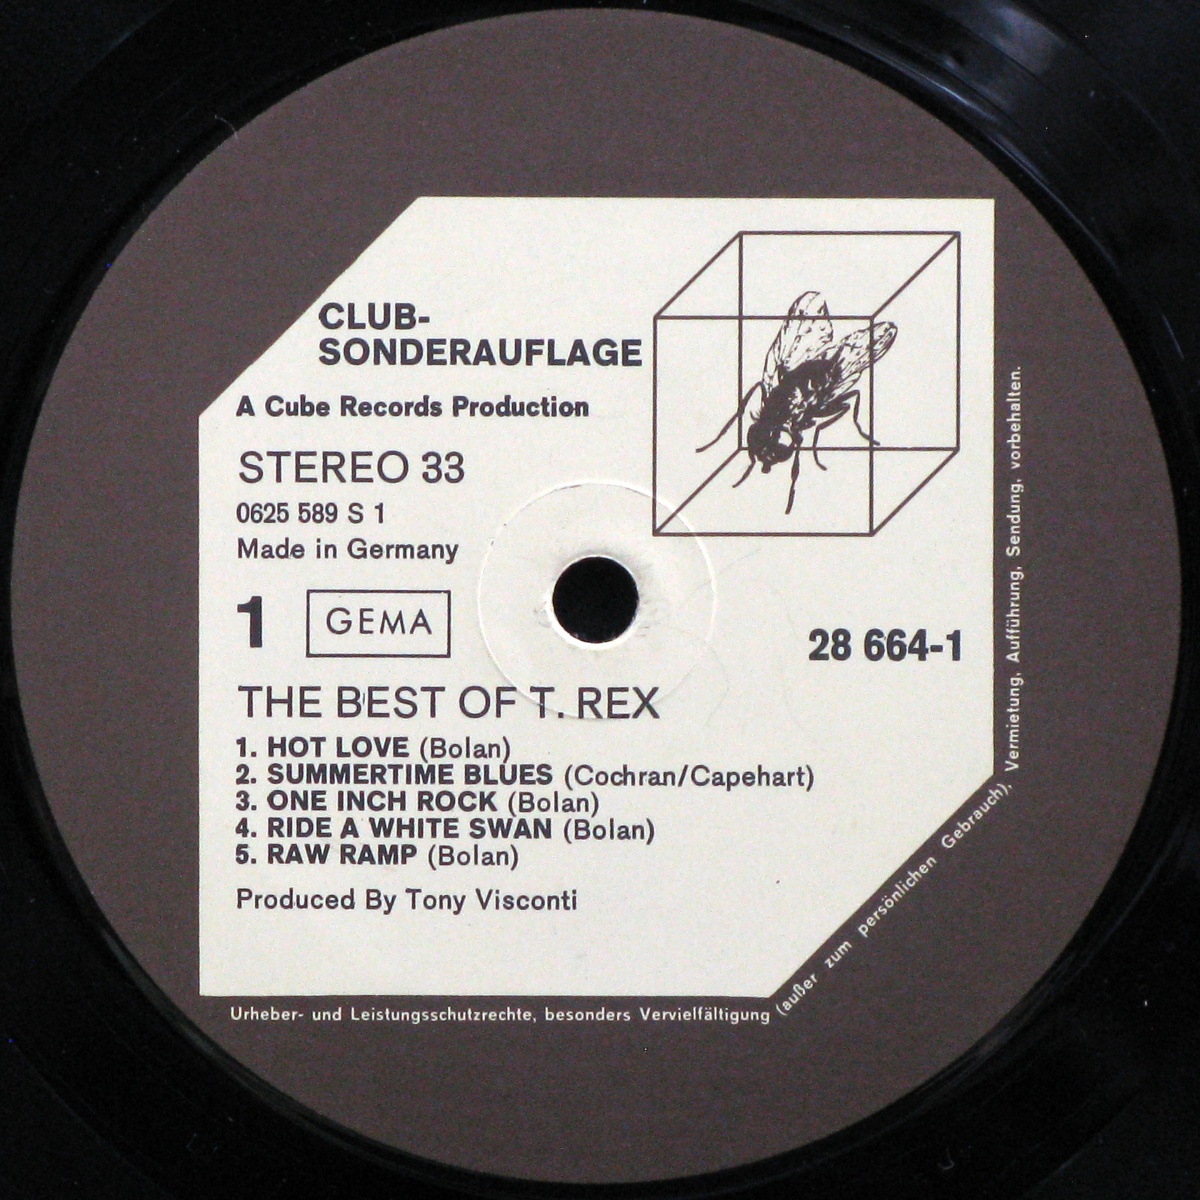 CLUB-
SONDERAUFLAGE
A Cube Records Production
STEREO 33
0625 589 S 1
Made in Germany
1 GEMA
28 664-1
THE BEST OF T. REX
1. HOT LOVE (Bolan)
2. SUMMERTIME BLUES (Cochran/Capehart)
3. ONE INCH ROCK (Bolan)
4. RIDE A WHITE SWAN (Bolan)
5. RAW RAMP (Bolan)
Produced By Tony Visconti
Urheber- und Leistungsschutzrechte, besonders Vervielfältigung (außer zum persönlichen Gebrauch), Vermietung, Aufführung, Sendung, vorbehalten.